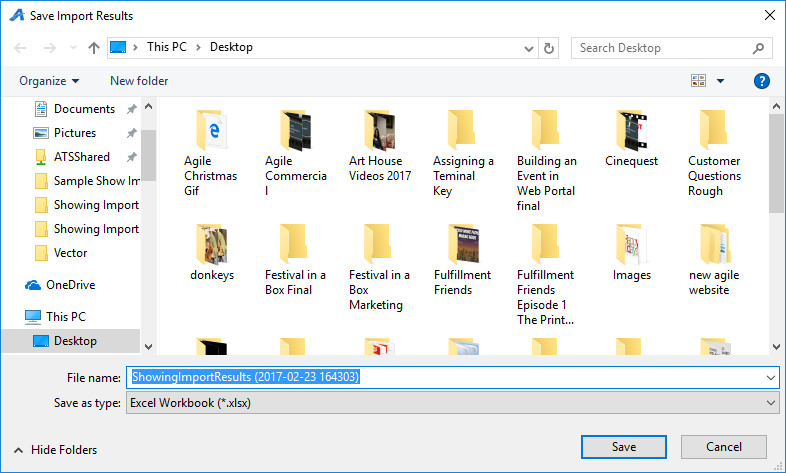 Save Import Results
This PC > Desktop
Search Desktop
Organize
New folder
?
Documents
Pictures
ATSShared
Sample Show Im
Showing Import
Showing Import
Vector
OneDrive
This PC
Desktop
Agile
Christmas
Gif
Agile
Commercia
l
Art House
Videos 2017
Assigning a
Teminal
Key
Building an
Event in
Web Portal
final
Cinequest
Customer
Questions
Rough
donkeys
Festival in a
Box Final
Festival in a
Box
Marketing
Fulfillment
Friends
Fulfillment
Friends
Episode 1
The Print...
Images
new agile
website
File name:
ShowingImportResults (2017-02-23 164303)
Save as type:
Excel Workbook (*.xlsx)
Hide Folders
Save
Cancel